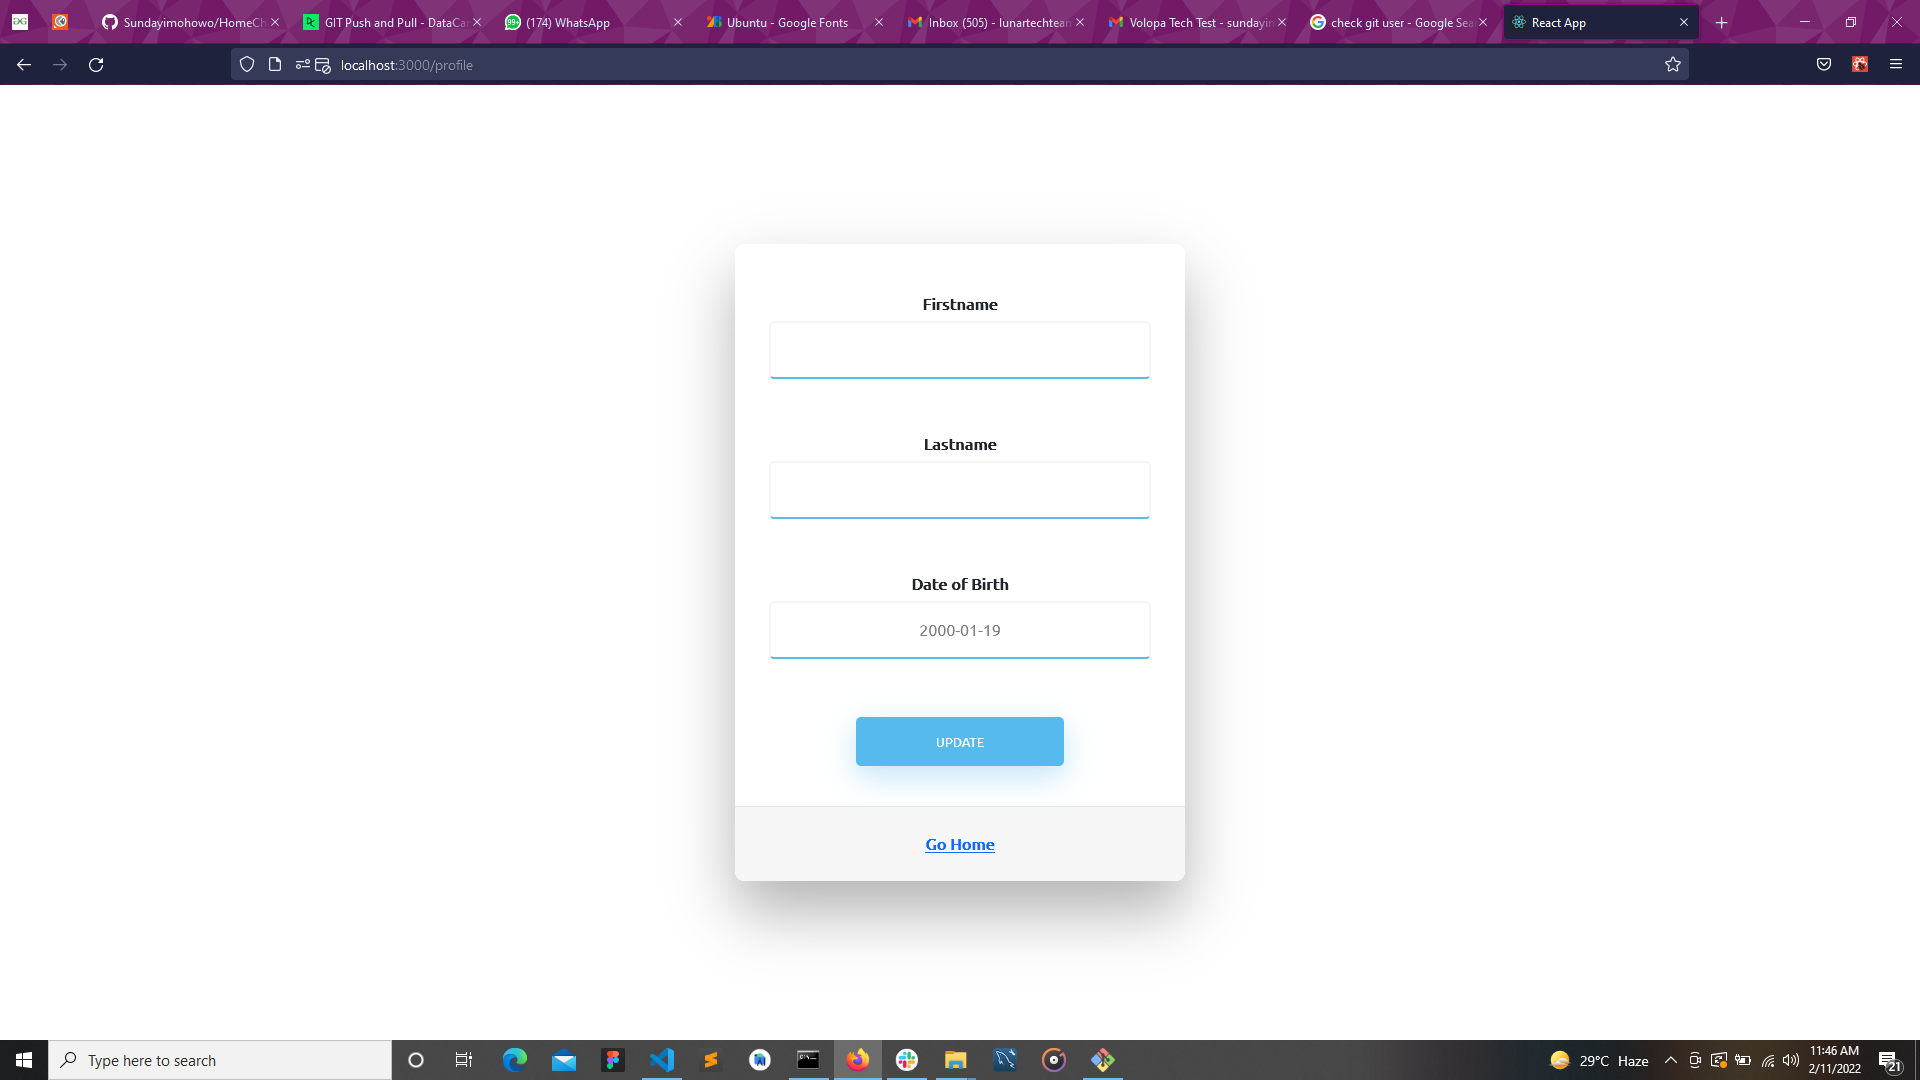 Sundayimohowo/HomeCh
GIT Push and Pull - DataCa
(174) WhatsApp
Ubuntu - Google Fonts
Inbox (505) - lunartechtean
Volopa Tech Test - sundayin
check git user - Google Sea
React App
localhost:3000/profile
Firstname
Lastname
Date of Birth
2000-01-19
UPDATE
Go Home
Type here to search
29°C Haze
11:46 AM
2/11/2022
21